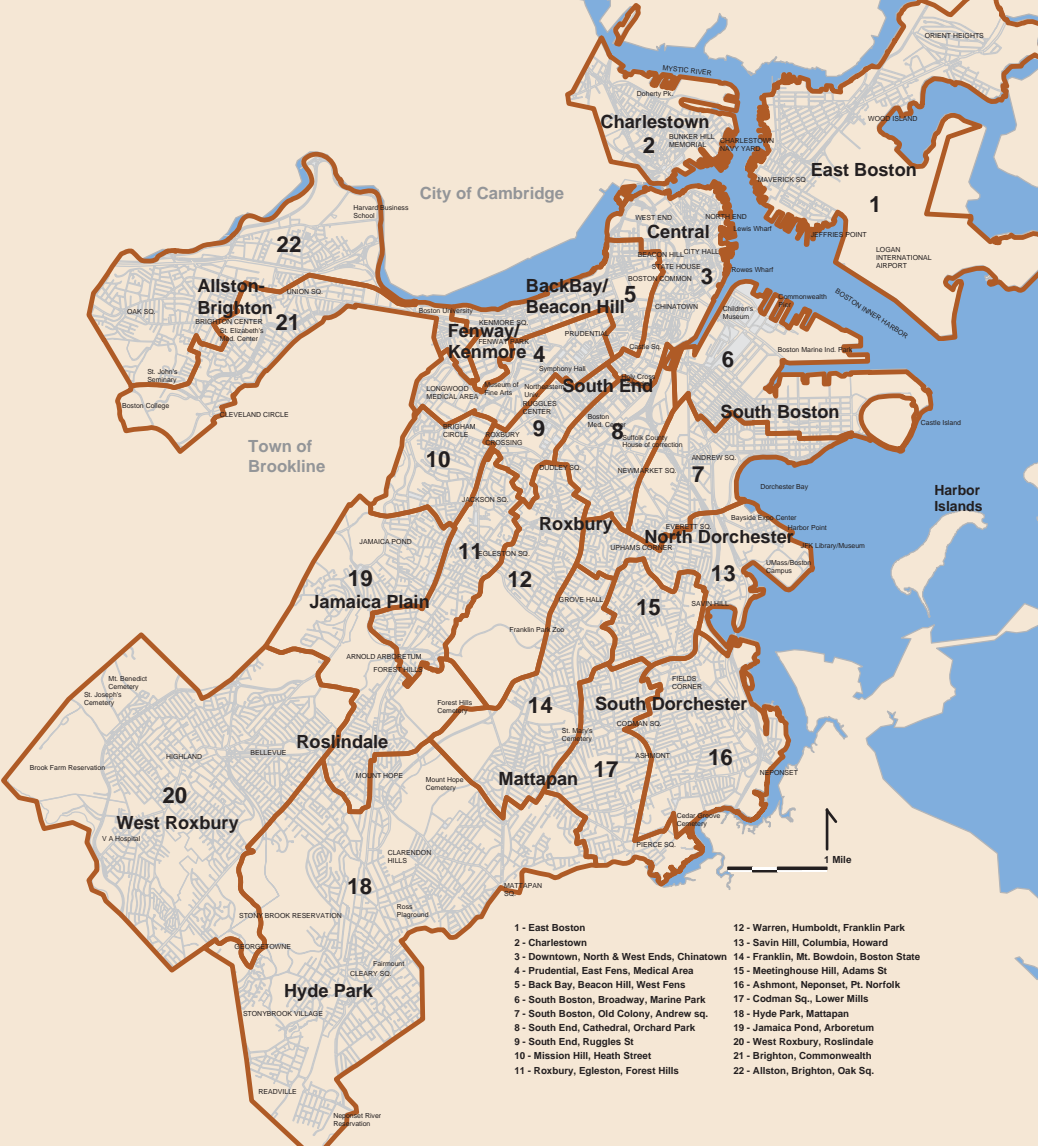 ORIENT HEIGHTS
MYSTIC RIVER
Doherty Pk.
WOOD ISLAND
Charlestown
2
BUNKER HILL
MEMORIAL
CHARLESTOWN
NAVY YARD
East Boston
1
MAVERICK SQ.
City of Cambridge
Harvard Business
School
WEST END
NORTH END
Central
Lewis Wharf
JEFFRIES POINT
22
BEACON HILL
CITY HALL
LOGAN
INTERNATIONAL
AIRPORT
STATE HOUSE
Rowes Wharf
BOSTON COMMON
3
Allston-
Brighton
UNION SQ.
BackBay/
Beacon Hill
5
CHINATOWN
Commonwealth
Pier
BOSTON INNER HARBOR
OAK SQ.
Boston University
Children's
Museum
BRIGHTON CENTER
21
St. Elizabeth's
Med. Center
Fenway/
Kenmore
KENMORE SQ.
FENWAY PARK
4
PRUDENTIAL
Castle Sq.
Boston Marine Ind. Park
6
St. John's
Seminary
Symphony Hall
Holy Cross
LONGWOOD
MEDICAL AREA
Museum of
Fine Arts
Northeastern
Univ.
South End
Boston College
RUGGLES
CENTER
South Boston
CLEVELAND CIRCLE
Castle Island
Boston
Med. Center
BRIGHAM
CIRCLE
ROXBURY
CROSSING
9
8
Suffolk County
House of correction
Town of
Brookline
10
DUDLEY SQ.
NEWMARKET SQ.
ANDREW SQ.
7
Dorchester Bay
Harbor
Islands
JACKSON SQ.
Roxbury
Bayside Expo Center
EVERETT SQ.
Harbor Point
North Dorchester
JAMAICA POND
11
EGLESTON SQ.
UPHAMS CORNER
JFK Library/Museum
UMass/Boston
Campus
19
12
13
Jamaica Plain
GROVE HALL
15
SAVIN HILL
Franklin Park Zoo
ARNOLD ARBORETUM
FOREST HILLS
Mt. Benedict
Cemetery
St. Joseph's
Cemetery
FIELDS
CORNER
Forest Hills
Cemetery
14
South Dorchester
Roslindale
CODMAN SQ.
St. Mary's
Cemetery
HIGHLAND
BELLEVUE
ASHMONT
16
Brook Farm Reservation
MOUNT HOPE
Mount Hope
Cemetery
Mattapan
17
NEPONSET
20
West Roxbury
Cedar Groove
Cemetery
V A Hospital
PIERCE SQ.
1 Mile
CLARENDON
HILLS
18
MATTAPAN
SQ.
STONY BROOK RESERVATION
Ross
Plaground
GEORGETOWNE
Fairmount
CLEARY SQ.
Hyde Park
STONYBROOK VILLAGE
READVILLE
Neponset River
Reservation
1 - East Boston
2 - Charlestown
3 - Downtown, North & West Ends, Chinatown
4 - Prudential, East Fens, Medical Area
5 - Back Bay, Beacon Hill, West Fens
6 - South Boston, Broadway, Marine Park
7 - South Boston, Old Colony, Andrew sq.
8 - South End, Cathedral, Orchard Park
9 - South End, Ruggles St
10 - Mission Hill, Heath Street
11 - Roxbury, Egleston, Forest Hills
12 - Warren, Humboldt, Franklin Park
13 - Savin Hill, Columbia, Howard
14 - Franklin, Mt. Bowdoin, Boston State
15 - Meetinghouse Hill, Adams St
16 - Ashmont, Neponset, Pt. Norfolk
17 - Codman Sq., Lower Mills
18 - Hyde Park, Mattapan
19 - Jamaica Pond, Arboretum
20 - West Roxbury, Roslindale
21 - Brighton, Commonwealth
22 - Allston, Brighton, Oak Sq.